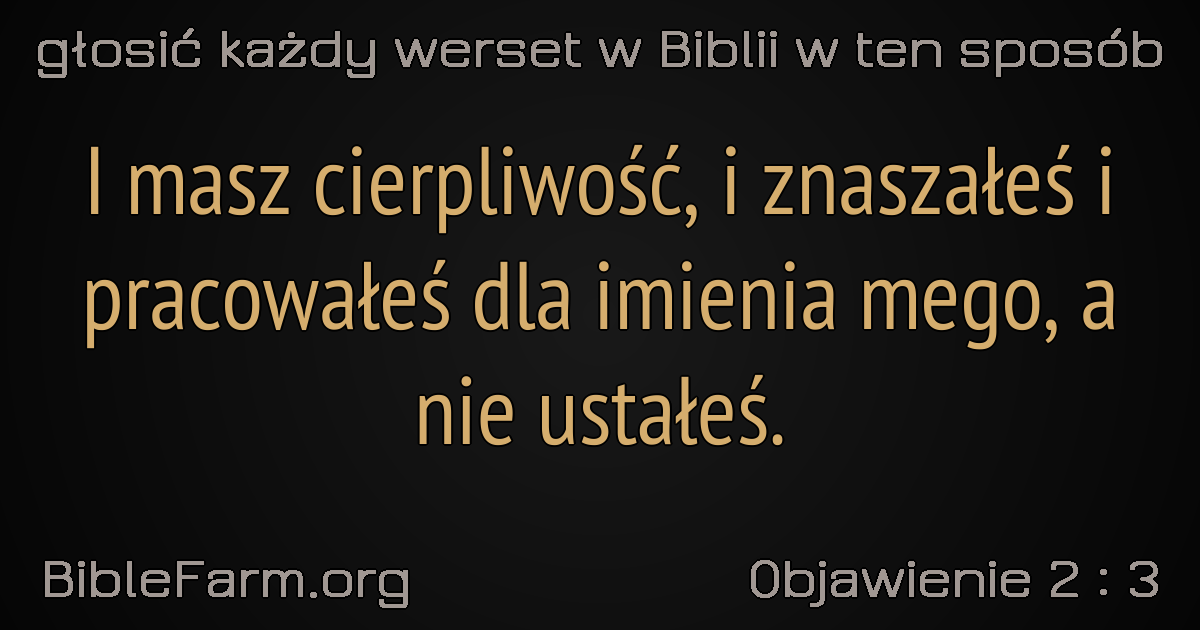 głosić każdy werset w Biblii w ten sposób
I masz cierpliwość, i znaszałeś i
pracowałeś dla imienia mego, a
nie ustałeś.
BibleFarm.org
Objawienie 2 : 3